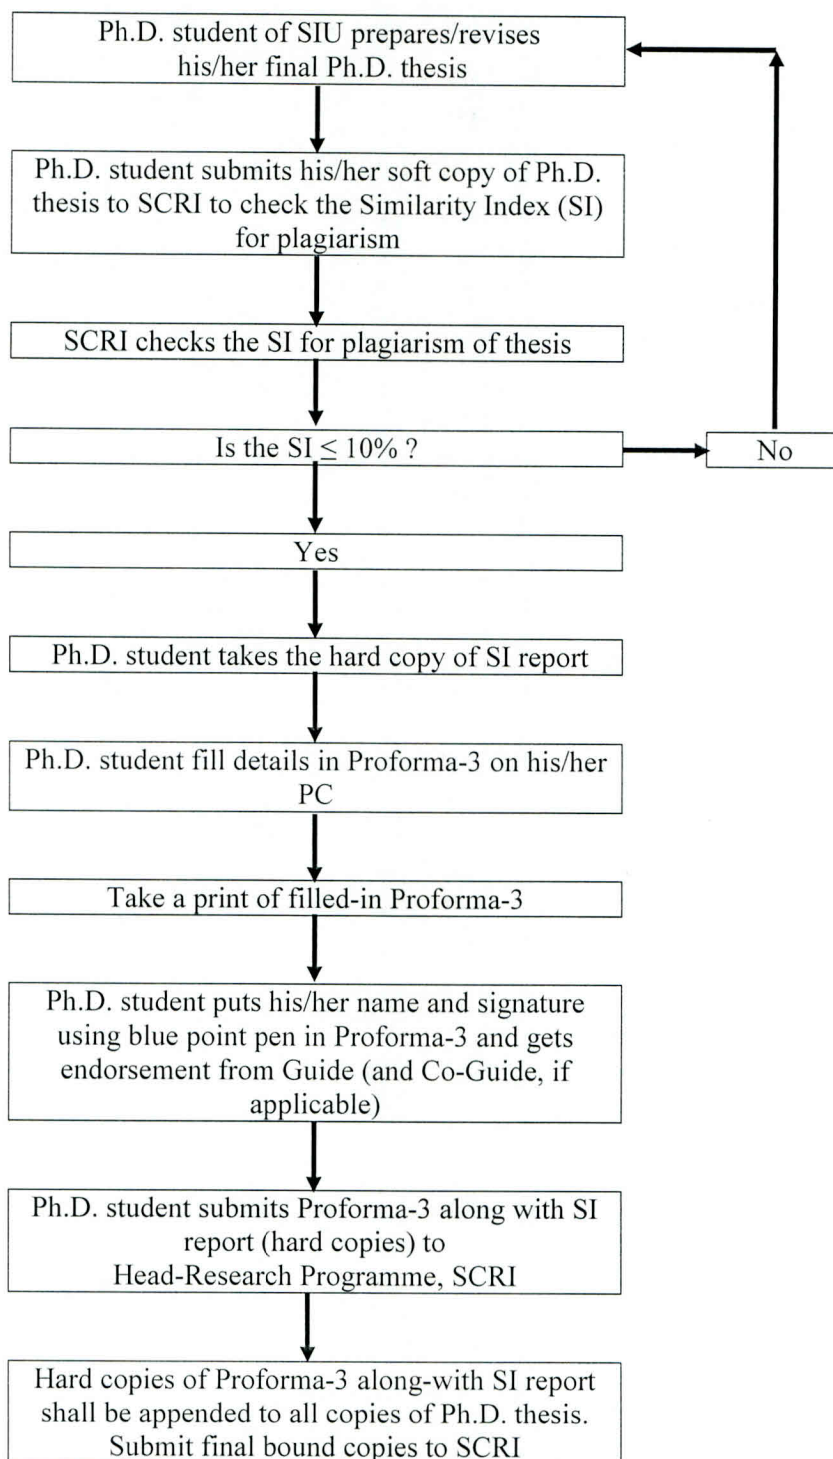 Ph.D. student of SIU prepares/revises
his/her final Ph.D. thesis
Ph.D. student submits his/her soft copy of Ph.D.
thesis to SCRI to check the Similarity Index (SI)
for plagiarism
SCRI checks the SI for plagiarism of thesis
Is the SI ≤ 10% ?
No
Yes
Ph.D. student takes the hard copy of SI report
Ph.D. student fill details in Proforma-3 on his/her
PC
Take a print of filled-in Proforma-3
Ph.D. student puts his/her name and signature
using blue point pen in Proforma-3 and gets
endorsement from Guide (and Co-Guide, if
applicable)
Ph.D. student submits Proforma-3 along with SI
report (hard copies) to
Head-Research Programme, SCRI
Hard copies of Proforma-3 along-with SI report
shall be appended to all copies of Ph.D. thesis.
Submit final bound copies to SCRI